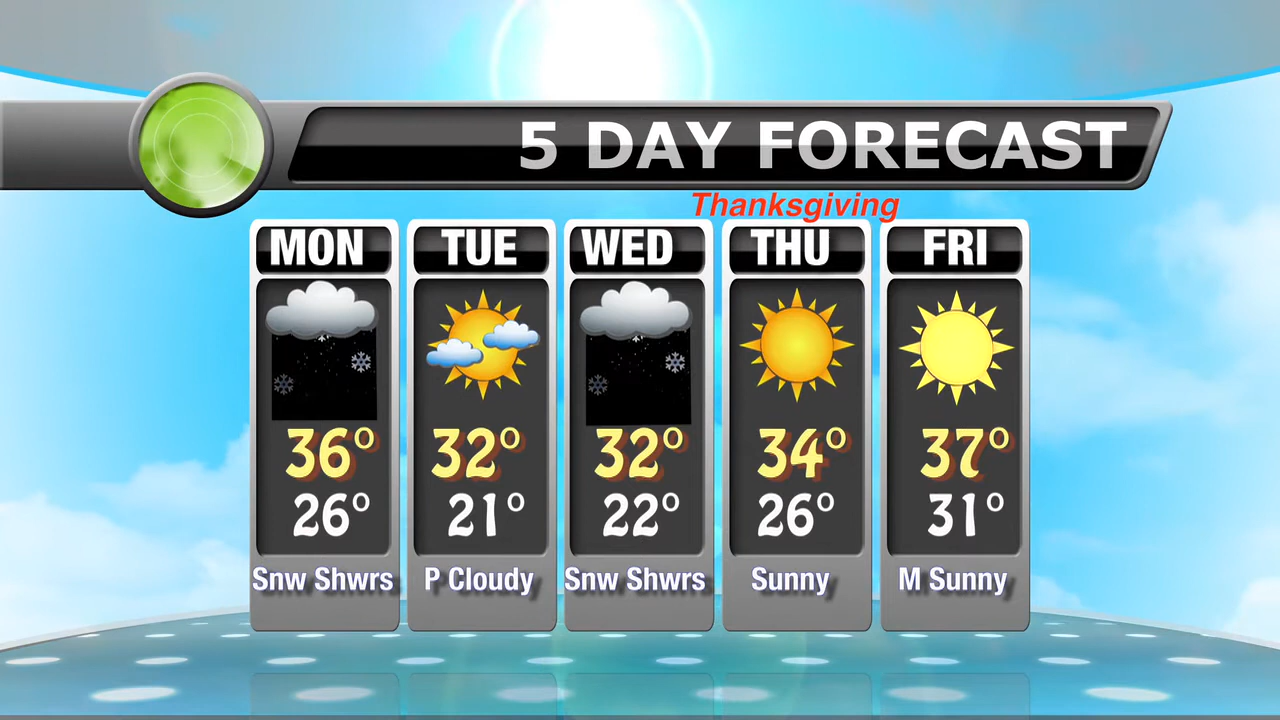 5 DAY FORECAST
Thanksgiving
MON TUE WED THU FRI
36° 32° 32° 34° 37°
26° 21° 22° 26° 31°
Snw Shwrs P Cloudy Snw Shwrs Sunny M Sunny